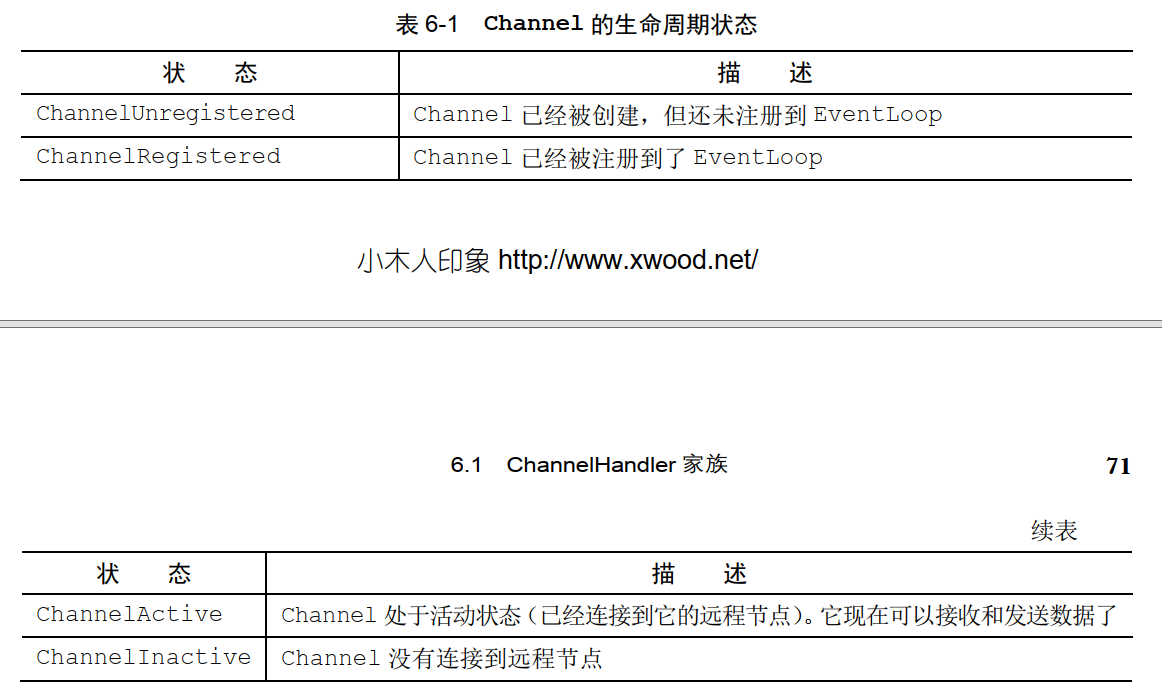 表 6-1 Channel 的生命周期状态
状 态 描 述
ChannelUnregistered Channel 已经被创建，但还未注册到 EventLoop
ChannelRegistered Channel 已经被注册到了 EventLoop
小木人印象 http://www.xwood.net/
6.1 ChannelHandler 家族 71
续表
状 态 描 述
ChannelActive Channel 处于活动状态（已经连接到它的远程节点）。它现在可以接收和发送数据了
ChannelInactive Channel 没有连接到远程节点